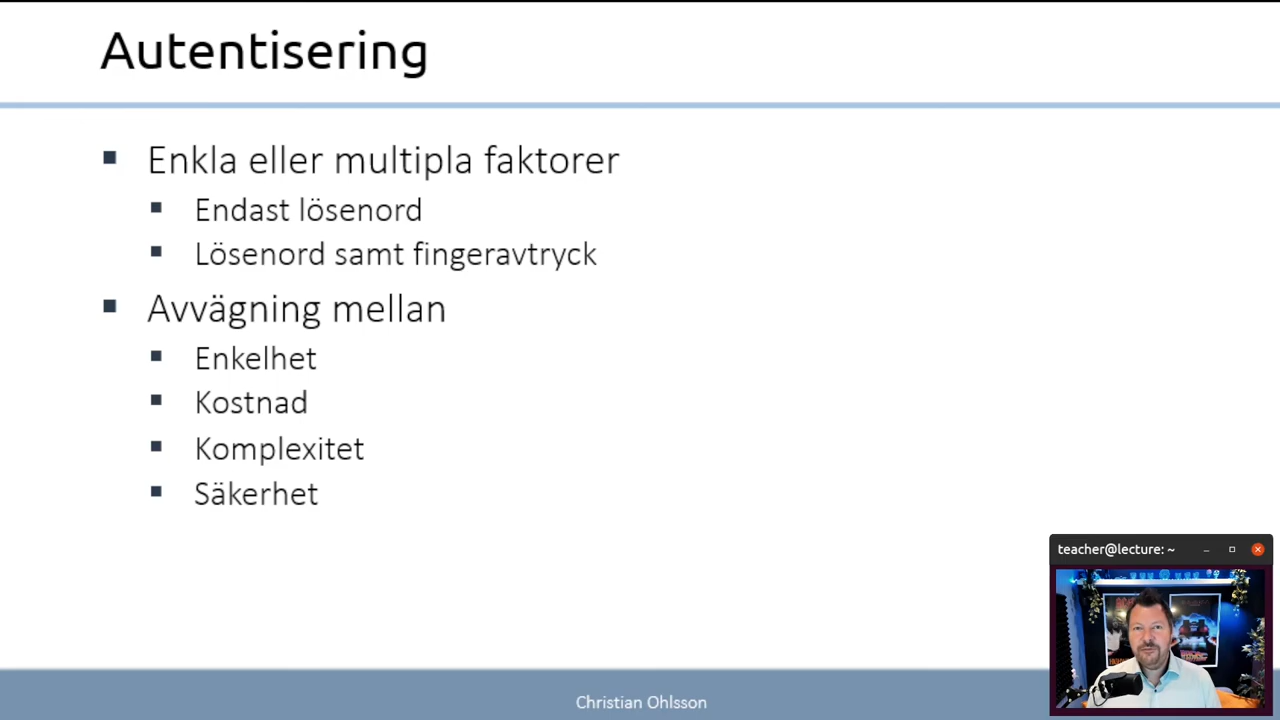 Autentisering
Enkla eller multipla faktorer
Endast lösenord
Lösenord samt fingeravtryck
Avvägning mellan
Enkelhet
Kostnad
Komplexitet
Säkerhet
teacher@lecture: ~
Christian Ohlsson